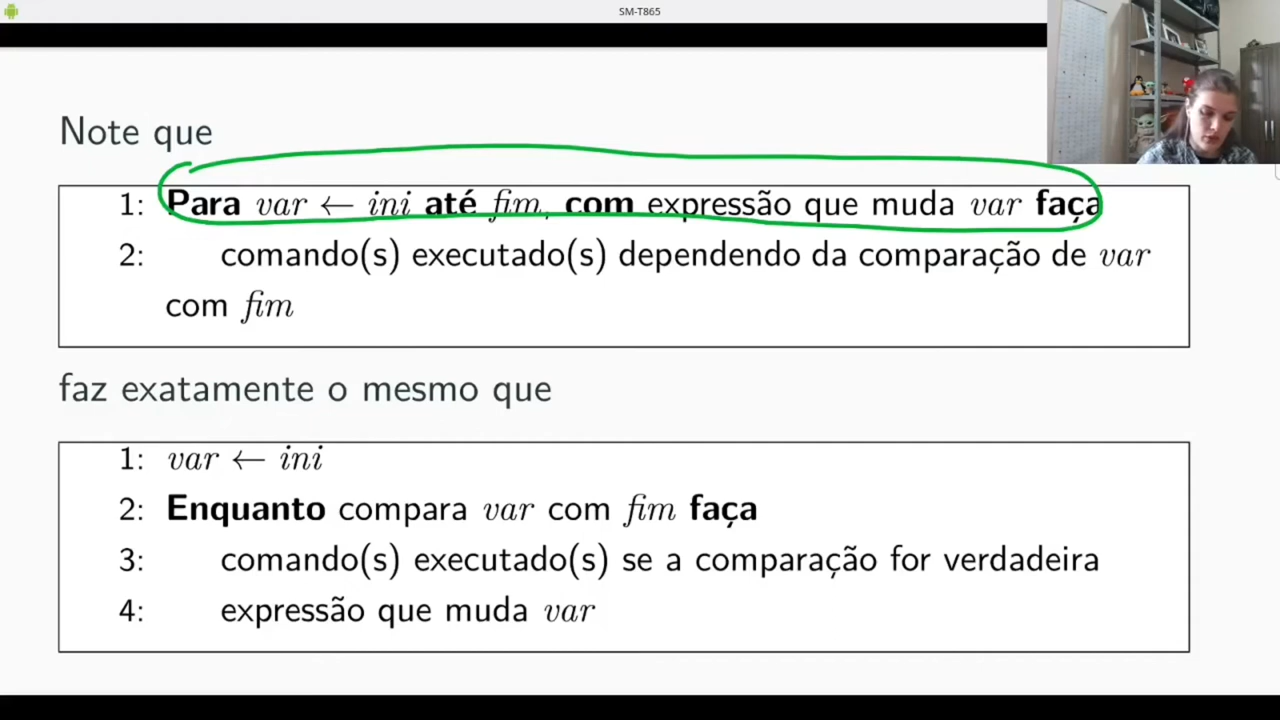 SM-T865
Note que
1: Para var ← ini até fim, com expressão que muda var faça
2: comando(s) executado(s) dependendo da comparação de var
com fim
faz exatamente o mesmo que
1: var ← ini
2: Enquanto compara var com fim faça
3: comando(s) executado(s) se a comparação for verdadeira
4: expressão que muda var